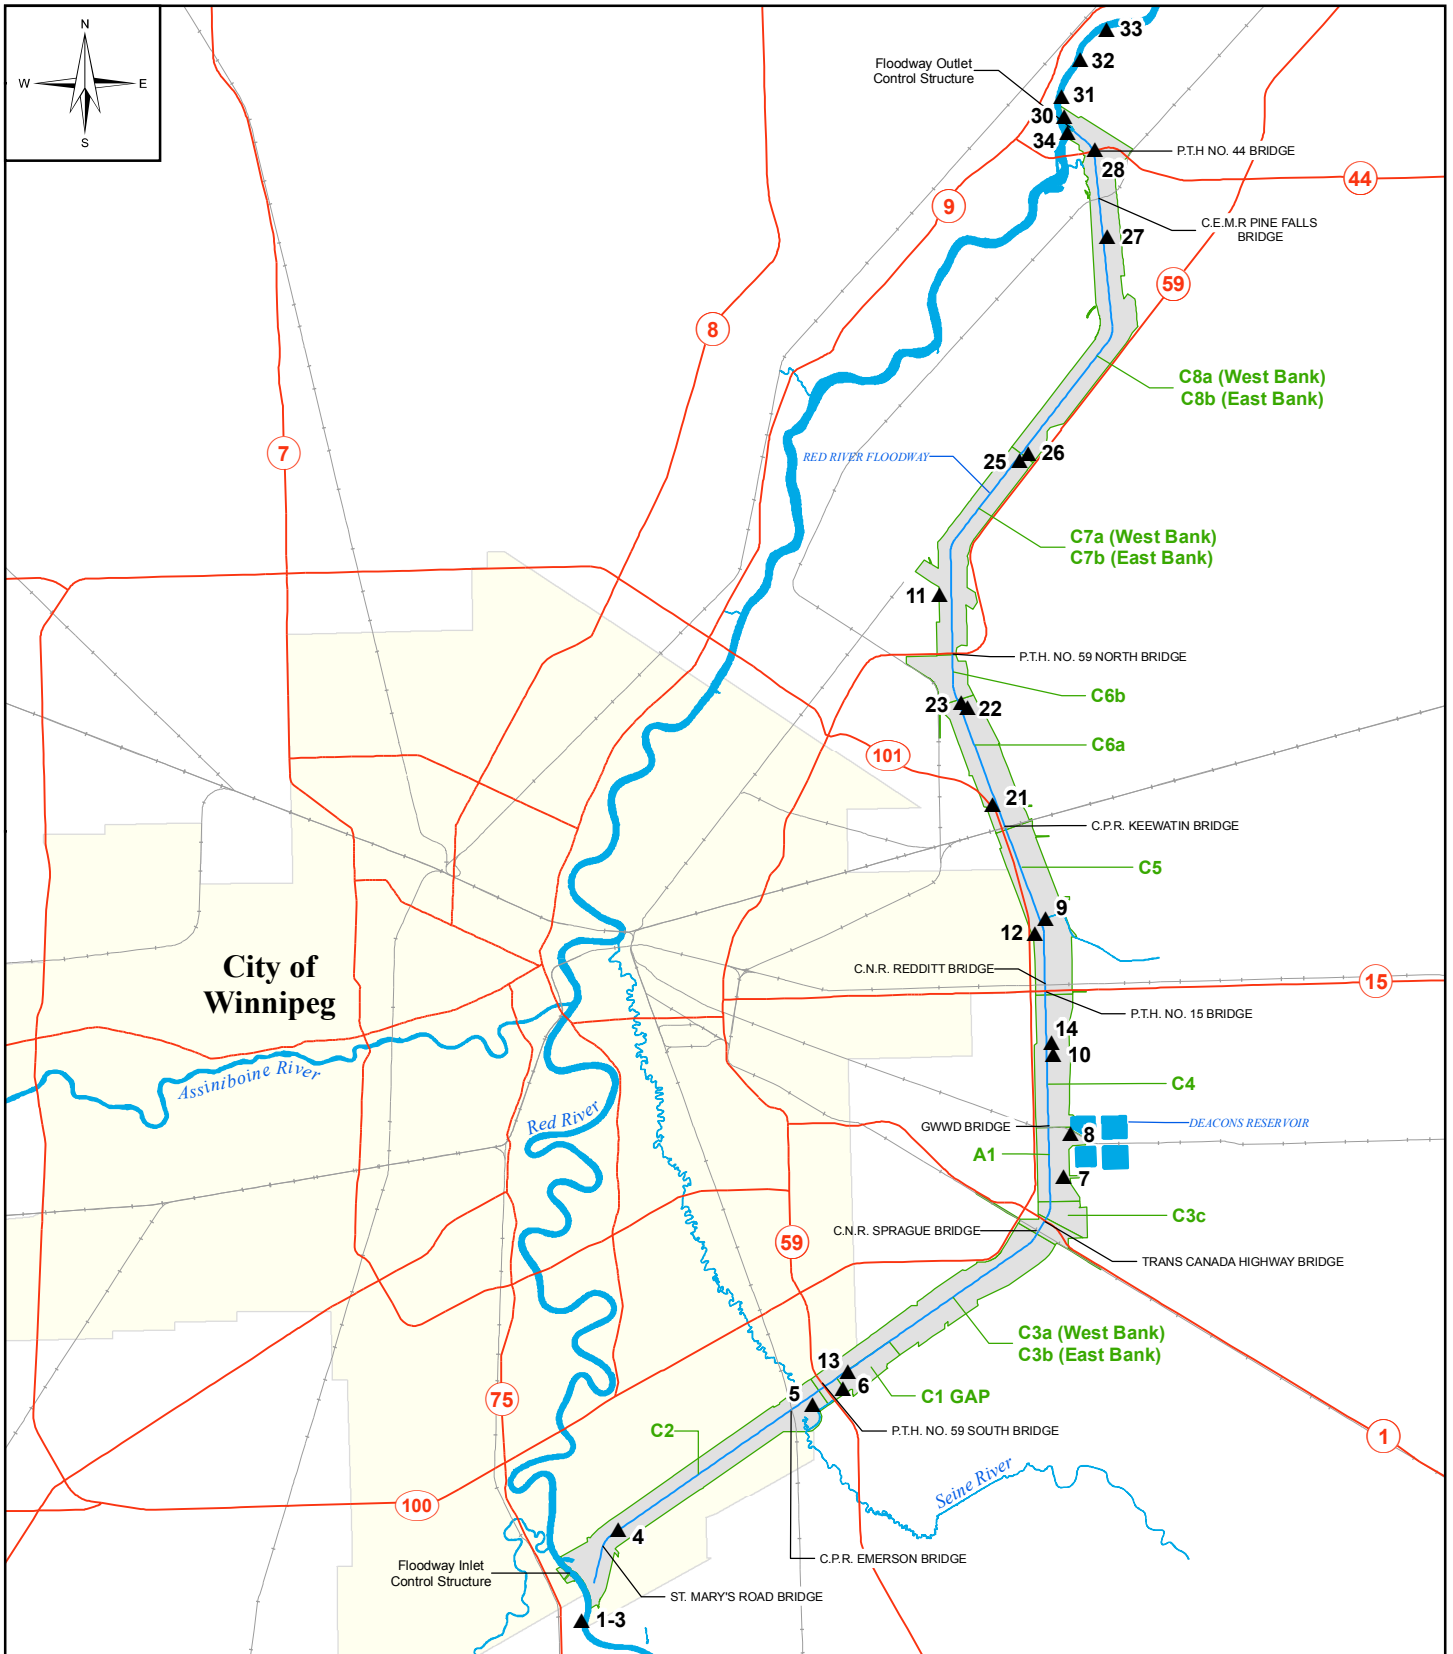 N
W
E
S
33
Floodway Outlet
Control Structure
32
31
30
34
P.T.H NO. 44 BRIDGE
28
44
9
C.E.M.R PINE FALLS
BRIDGE
27
59
8
C8a (West Bank)
C8b (East Bank)
7
RED RIVER FLOODWAY
25
26
C7a (West Bank)
C7b (East Bank)
11
P.T.H. NO. 59 NORTH BRIDGE
C6b
23
22
C6a
101
21
C.P.R. KEEWATIN BRIDGE
C5
9
12
City of
Winnipeg
C.N.R. REDDITT BRIDGE
15
P.T.H. NO. 15 BRIDGE
14
10
Assiniboine River
C4
Red River
GWWD BRIDGE
DEACONS RESERVOIR
8
A1
7
C3c
C.N.R. SPRAGUE BRIDGE
59
TRANS CANADA HIGHWAY BRIDGE
C3a (West Bank)
C3b (East Bank)
13
6
C1 GAP
5
75
C2
P.T.H. NO. 59 SOUTH BRIDGE
1
Seine River
100
4
C.P.R. EMERSON BRIDGE
Floodway Inlet
Control Structure
ST. MARY'S ROAD BRIDGE
1-3